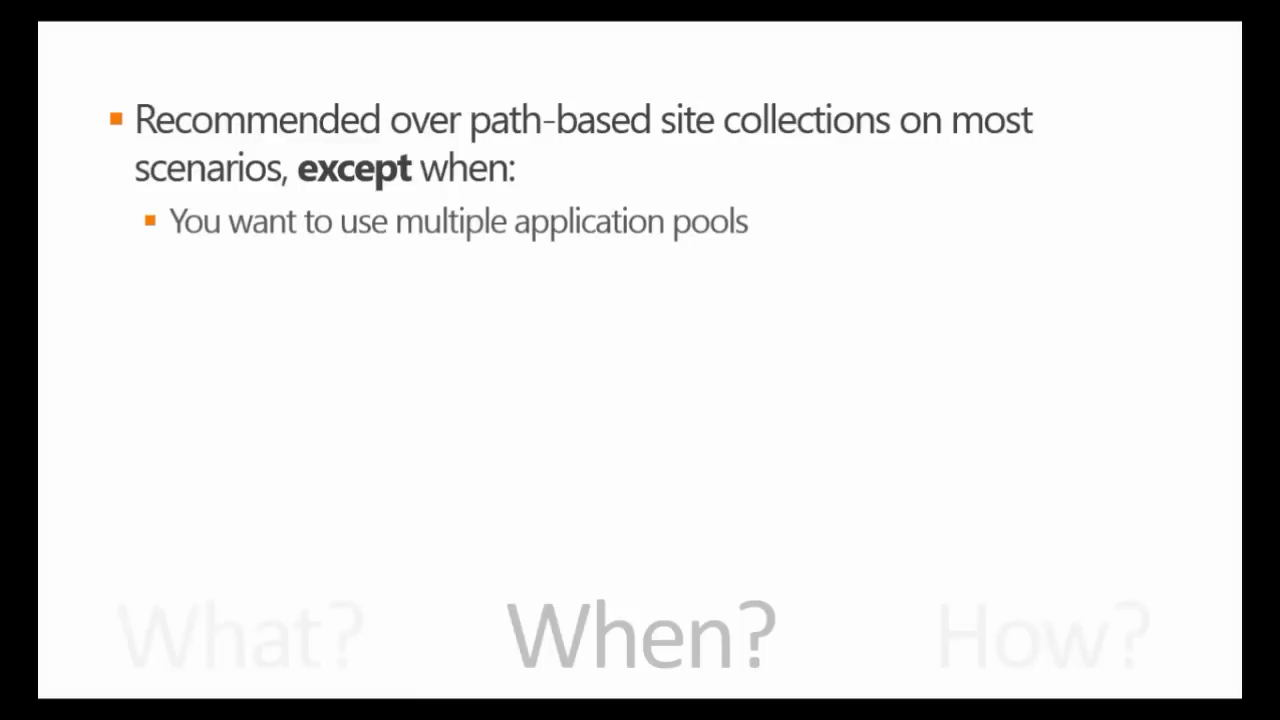 Recommended over path-based site collections on most
scenarios, except when:
You want to use multiple application pools
What? When? How?